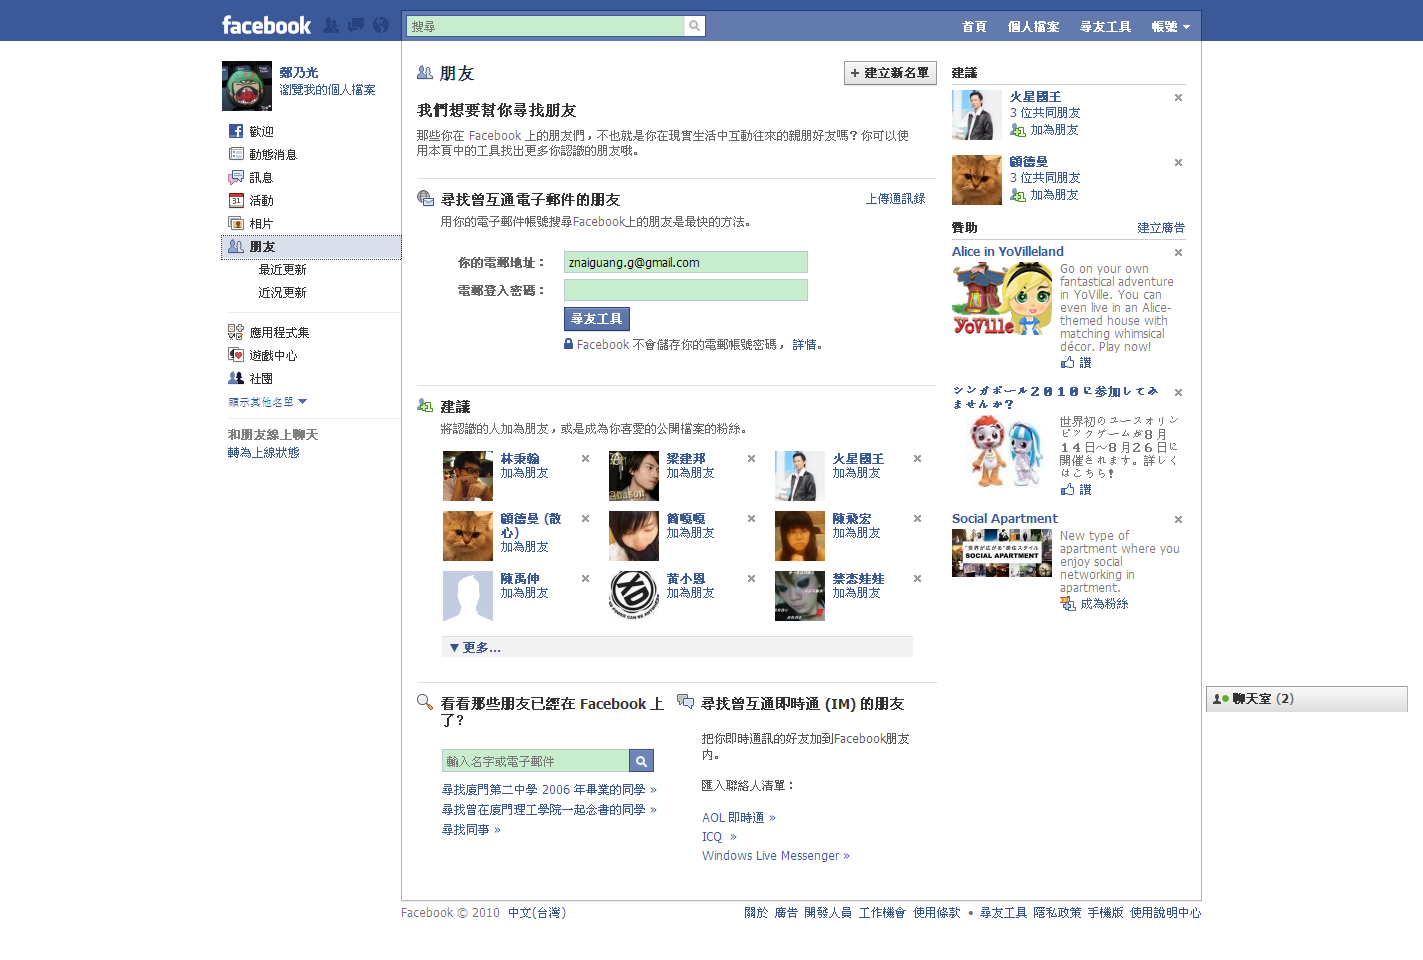 facebook
搜尋
首頁 個人檔案 尋友工具 帳號
鄭乃光
瀏覽我的個人檔案
歡迎
動態消息
訊息
31 活動
相片
朋友
最近更新
近況更新
應用程式集
遊戲中心
社團
顯示其他名單
和朋友線上聊天
轉為上線狀態
朋友
+ 建立新名單
我們想要幫你尋找朋友
那些你在 Facebook 上的朋友們，不也就是你在現實生活中互動往來的親朋好友嗎？你可以使
用本頁中的工具找出更多你認識的朋友哦。
尋找曾互通電子郵件的朋友
上傳通訊錄
用你的電子郵件帳號搜尋Facebook上的朋友是最快的方法。
你的電郵地址：
znaiguang.g@gmail.com
電郵登入密碼：
尋友工具
Facebook 不會儲存你的電郵帳號密碼， 詳情。
建議
將認識的人加為朋友，或是成為你喜愛的公開檔案的粉絲。
林秉翰
加為朋友
梁建邦
加為朋友
火星國王
加為朋友
顧德曼 (散
心)
加為朋友
簡嘎嘎
加為朋友
陳飛宏
加為朋友
陳禹伸
加為朋友
黃小恩
加為朋友
禁恋娃娃
加為朋友
Abason
XD
更多...
看看那些朋友已經在 Facebook 上
了?
輸入名字或電子郵件
尋找廈門第二中學 2006 年畢業的同學 »
尋找曾在廈門理工學院一起念書的同學 »
尋找同事 »
尋找曾互通即時通 (IM) 的朋友
把你即時通訊的好友加到Facebook朋友
内。
匯入聯絡人清單：
AOL 即時通 »
ICQ »
Windows Live Messenger »
建議
火星國王
3 位共同朋友
加為朋友
顧德曼
3 位共同朋友
加為朋友
贊助
建立廣告
Alice in YoVilleland
YoVille
Go on your own
fantastical adventure
in YoVille. You can
even live in an Alice-
themed house with
matching whimsical
décor. Play now!
讚
シンガポール２０１０に参加してみ
ませんか？
世界初のユースオリン
ピックゲームが８月
１４日～８月２６日に
開催されます。詳しく
はこちら！
讚
Social Apartment
"世界が広がる"居住スタイル
SOCIAL APARTMENT
New type of
apartment where you
enjoy social
networking in
apartment.
成為粉絲
聊天室 (2)
Facebook © 2010 中文(台灣)
關於 廣告 開發人員 工作機會 使用條款 • 尋友工具 隱私政策 手機版 使用說明中心